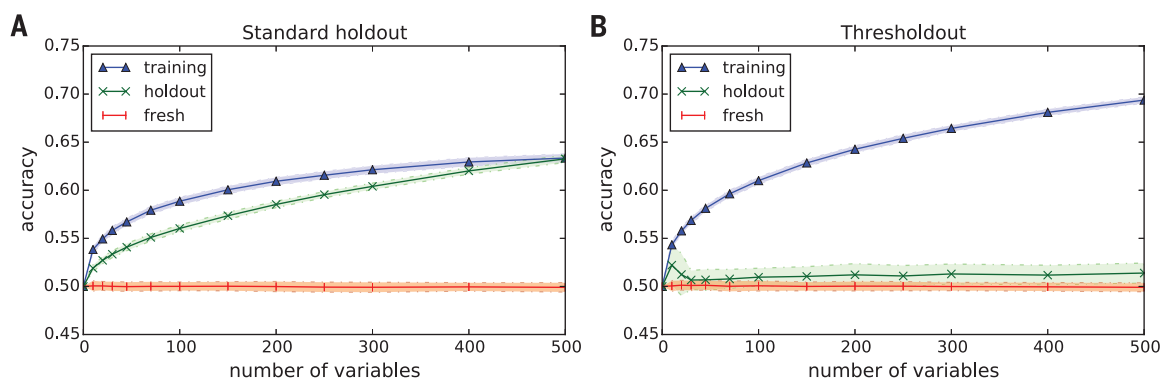 A
Standard holdout
0.75
0.70
0.65
0.60
0.55
0.50
0.45
accuracy
training
holdout
fresh
0 100 200 300 400 500
number of variables
B
Thresholdout
0.75
0.70
0.65
0.60
0.55
0.50
0.45
accuracy
training
holdout
fresh
0 100 200 300 400 500
number of variables